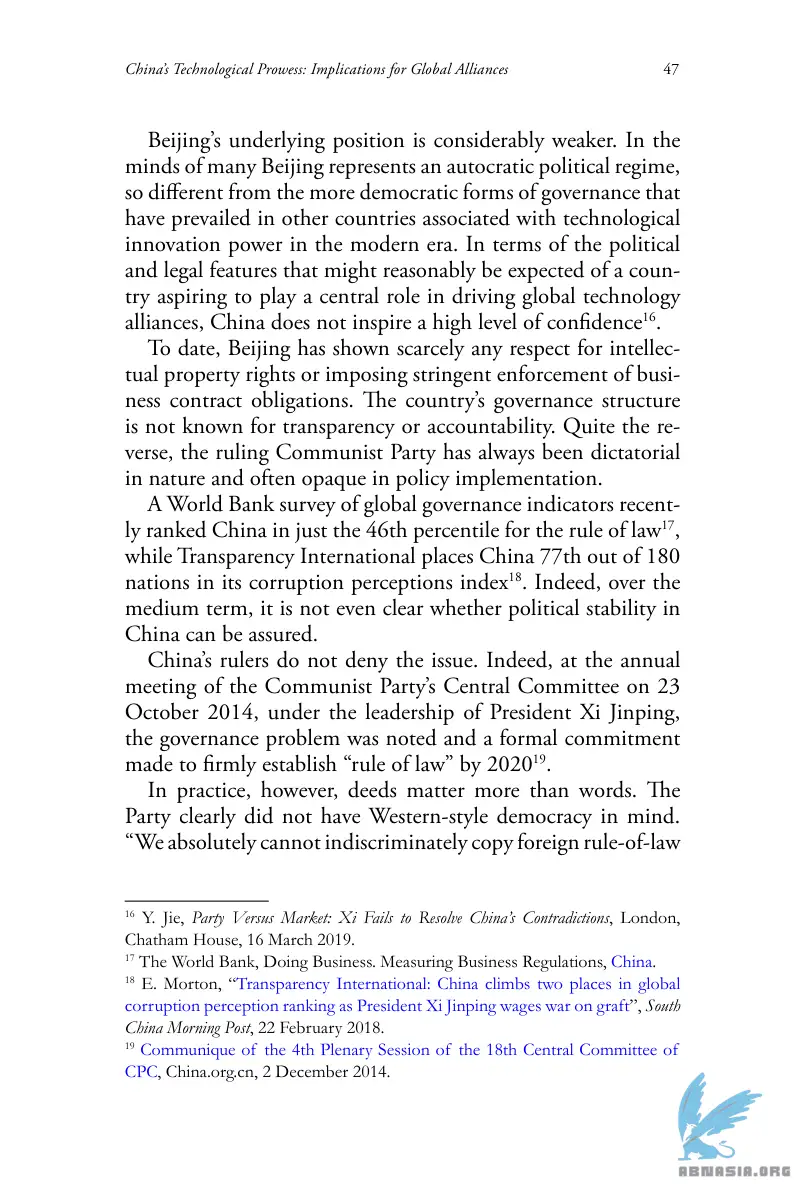 China’s Technological Prowess: Implications for Global Alliances 47
Beijing’s underlying position is considerably weaker. In the
minds of many Beijing represents an autocratic political regime,
so different from the more democratic forms of governance that
have prevailed in other countries associated with technological
innovation power in the modern era. In terms of the political
and legal features that might reasonably be expected of a coun-
try aspiring to play a central role in driving global technology
alliances, China does not inspire a high level of confidence16.
To date, Beijing has shown scarcely any respect for intellec-
tual property rights or imposing stringent enforcement of busi-
ness contract obligations. The country’s governance structure
is not known for transparency or accountability. Quite the re-
verse, the ruling Communist Party has always been dictatorial
in nature and often opaque in policy implementation.
A World Bank survey of global governance indicators recent-
ly ranked China in just the 46th percentile for the rule of law17,
while Transparency International places China 77th out of 180
nations in its corruption perceptions index18. Indeed, over the
medium term, it is not even clear whether political stability in
China can be assured.
China’s rulers do not deny the issue. Indeed, at the annual
meeting of the Communist Party’s Central Committee on 23
October 2014, under the leadership of President Xi Jinping,
the governance problem was noted and a formal commitment
made to firmly establish “rule of law” by 202019.
In practice, however, deeds matter more than words. The
Party clearly did not have Western-style democracy in mind.
“We absolutely cannot indiscriminately copy foreign rule-of-law
16 Y. Jie, Party Versus Market: Xi Fails to Resolve China’s Contradictions, London,
Chatham House, 16 March 2019.
17 The World Bank, Doing Business. Measuring Business Regulations, China.
18 E. Morton, “Transparency International: China climbs two places in global
corruption perception ranking as President Xi Jinping wages war on graft”, South
China Morning Post, 22 February 2018.
19 Communique of the 4th Plenary Session of the 18th Central Committee of
CPC, China.org.cn, 2 December 2014.
ABNASIA.ORG